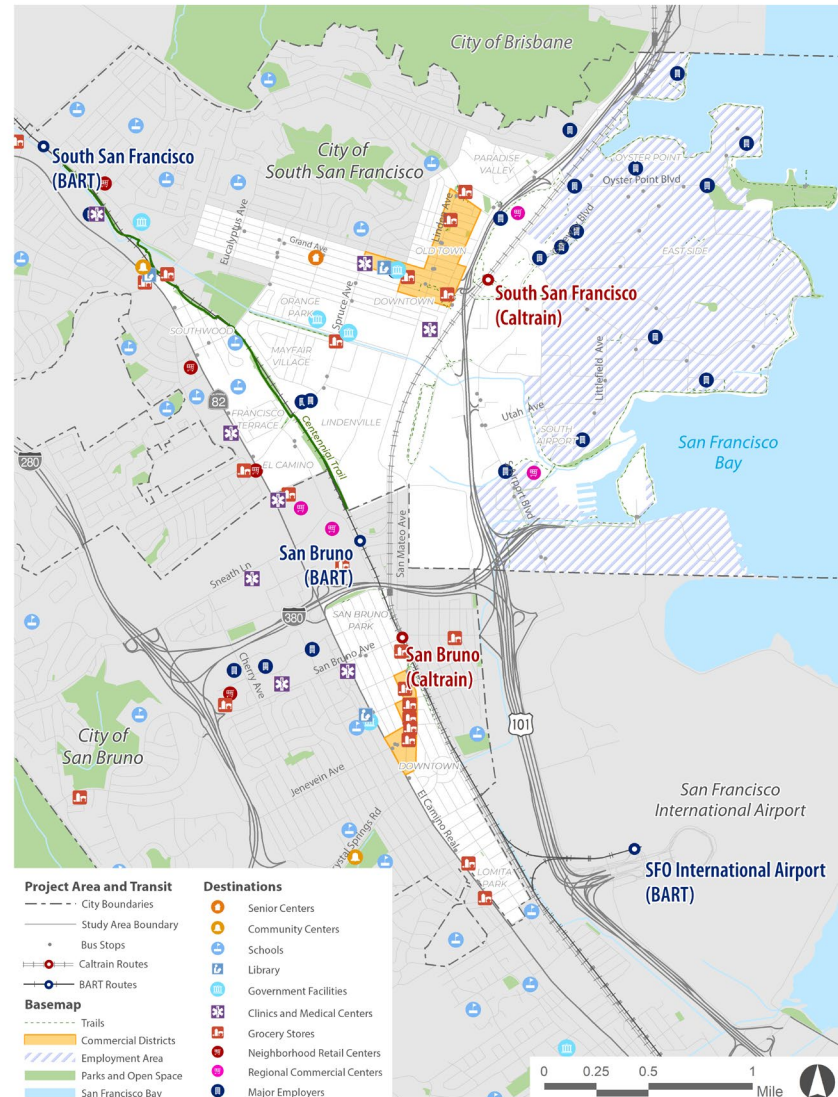 City of Brisbane
South San Francisco
(BART)
City of
South San Francisco
PARADISE
VALLEY
OYSTER POINT
Oyster Point Blvd
Eucalyptus Ave
Grand Ave
Linden Ave
OLD TOWN
Blvd
EAST SIDE
South San Francisco
(Caltrain)
ORANGE
PARK
Spruce Ave
DOWNTOWN
SOUTHWOOD
MAYFAIR
VILLAGE
Littlefield Ave
82
FRANCISCO
TERRACE
LINDENVILLE
Centennial Trail
Utah Ave
SOUTH
AIRPORT
San Francisco
Bay
280
EL CAMINO
Airport Blvd
San Bruno
(BART)
San Mateo Ave
Sneath Ln
380
SAN BRUNO
PARK
San Bruno Ave
San Bruno
(Caltrain)
Cherry Ave
101
City of
San Bruno
DOWNTOWN
Jenevein Ave
El Camino Real
San Francisco
International Airport
Crystal Springs Rd
LOMITA
PARK
SFO International Airport
(BART)
Project Area and Transit
City Boundaries
Study Area Boundary
Bus Stops
Caltrain Routes
BART Routes
Basemap
Trails
Commercial Districts
Employment Area
Parks and Open Space
San Francisco Bay
Destinations
Senior Centers
Community Centers
Schools
Library
Government Facilities
Clinics and Medical Centers
Grocery Stores
Neighborhood Retail Centers
Regional Commercial Centers
Major Employers
0 0.25 0.5 1
Mile